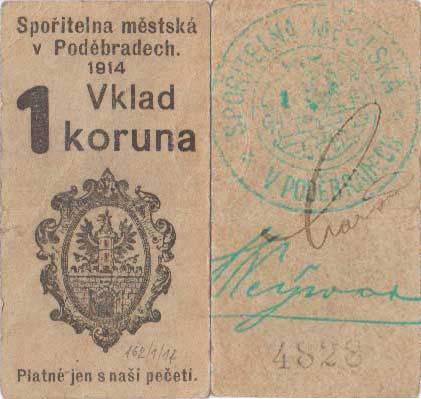 Spořitelna městská
v Poděbradech.
1914
1 Vklad
koruna
162/1/17
Platné jen s naší pečetí.
SPOŘITELNA MĚSTSKÁ
V PODĚBRADECH
4828